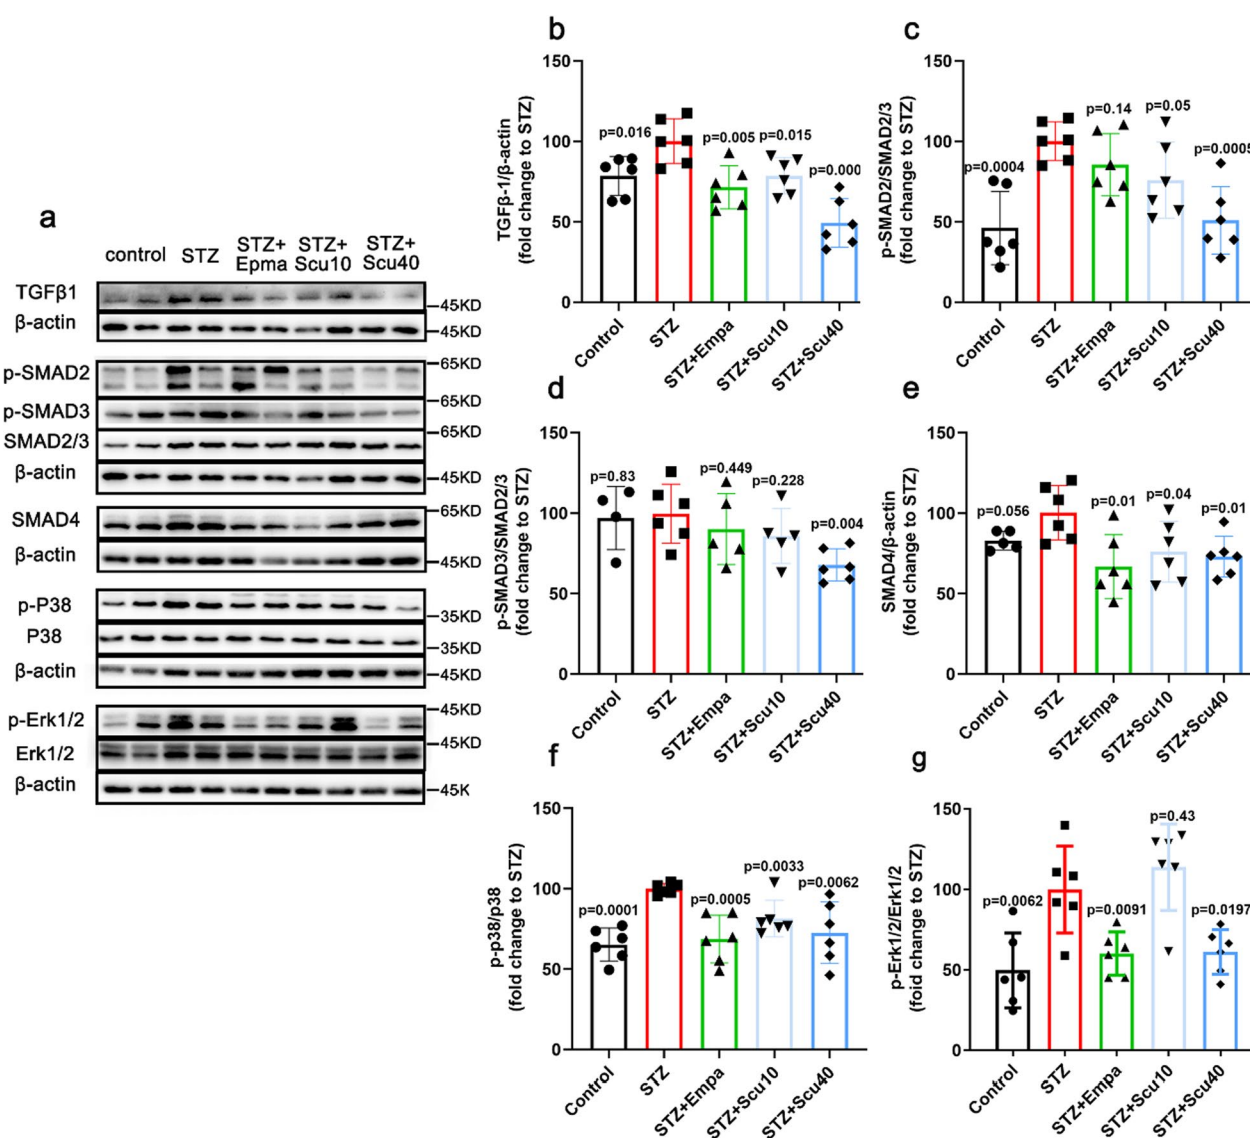 a
control STZ STZ+ Epma STZ+ Scu10 STZ+ Scu40
TGFβ1
45KD
β-actin
45KD
65KD
p-SMAD2
65KD
p-SMAD3
65KD
SMAD2/3
β-actin
45KD
65KD
SMAD4
β-actin
45KD
p-P38
35KD
P38
35KD
β-actin
45KD
45KD
p-Erk1/2
45KD
Erk1/2
β-actin
45K
b
TGFβ-1/β-actin
(fold change to STZ)
150
100
50
0
p=0.016
p=0.005
p=0.015
p=0.000
Control
STZ
STZ+Empa
STZ+Scu10
STZ+Scu40
c
p-SMAD2/SMAD2/3
(fold change to STZ)
150
100
50
0
p=0.0004
p=0.14
p=0.05
p=0.0005
Control
STZ
STZ+Empa
STZ+Scu10
STZ+Scu40
d
p-SMAD3/SMAD2/3
(fold change to STZ)
150
100
50
0
p=0.83
p=0.449
p=0.228
p=0.004
Control
STZ
STZ+Empa
STZ+Scu10
STZ+Scu40
e
SMAD4/β-actin
(fold change to STZ)
150
100
50
0
p=0.056
p=0.01
p=0.04
p=0.01
Control
STZ
STZ+Empa
STZ+Scu10
STZ+Scu40
f
p-p38/p38
(fold change to STZ)
150
100
50
0
p=0.0001
p=0.0005
p=0.0033
p=0.0062
Control
STZ
STZ+Empa
STZ+Scu10
STZ+Scu40
g
p-Erk1/2/Erk1/2
(fold change to STZ)
150
100
50
0
p=0.0062
p=0.0091
p=0.43
p=0.0197
Control
STZ
STZ+Empa
STZ+Scu10
STZ+Scu40